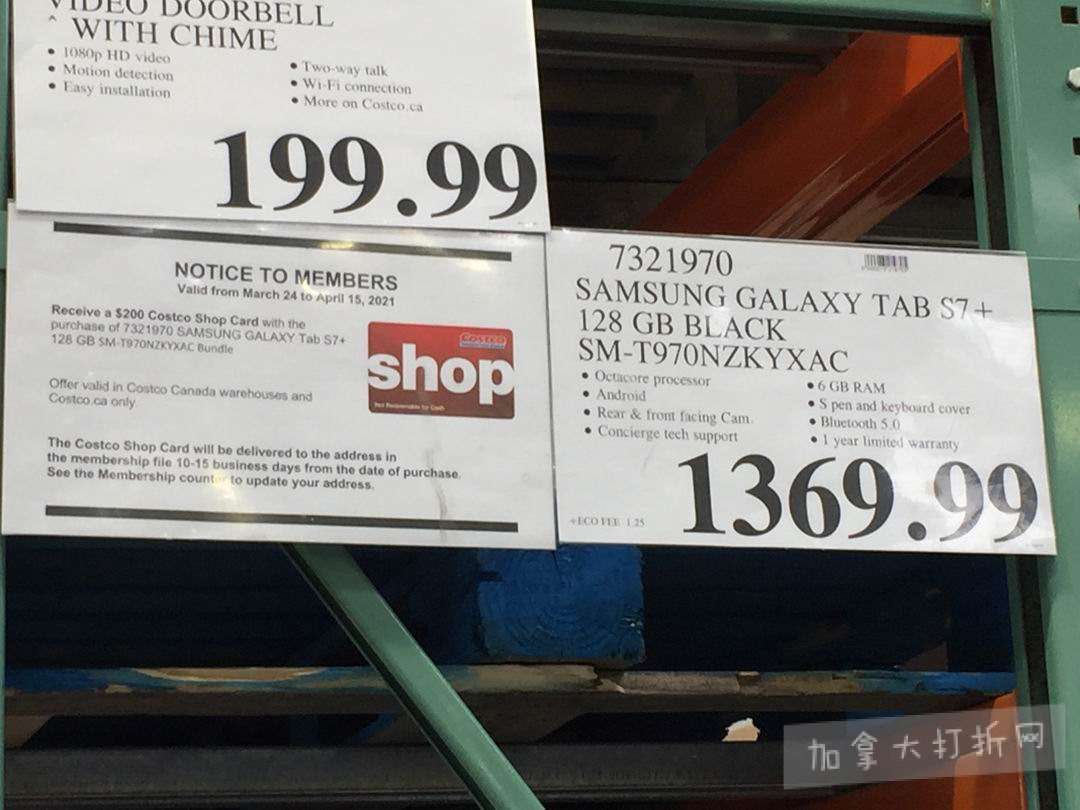 VIDEO DOORBELL
^ WITH CHIME
• 1080p HD video
• Motion detection
• Easy installation
• Two-way talk
• Wi-Fi connection
• More on Costco.ca
199.99
NOTICE TO MEMBERS
Valid from March 24 to April 15, 2021
Receive a $200 Costco Shop Card with the
purchase of 7321970 SAMSUNG GALAXY Tab S7+
128 GB SM-T970NZKYXAC Bundle
Offer valid in Costco Canada warehouses and
Costco.ca only.
The Costco Shop Card will be delivered to the address in
the membership file 10-15 business days from the date of purchase.
See the Membership counter to update your address.
COSTCO
shop
Not Redeemable for Cash
7321970
SAMSUNG GALAXY TAB S7+
128 GB BLACK
SM-T970NZKYXAC
• Octacore processor
• Android
• Rear & front facing Cam.
• Concierge tech support
• 6 GB RAM
• S pen and keyboard cover
• Bluetooth 5.0
• 1 year limited warranty
+ECO FEE 1.25
1369.99
加拿大打折网